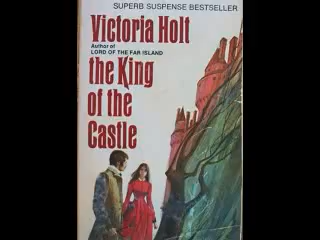 SUPERB SUSPENSE BESTSELLER
Victoria Holt
Author of
LORD OF THE FAR ISLAND
the King
of the
Castle